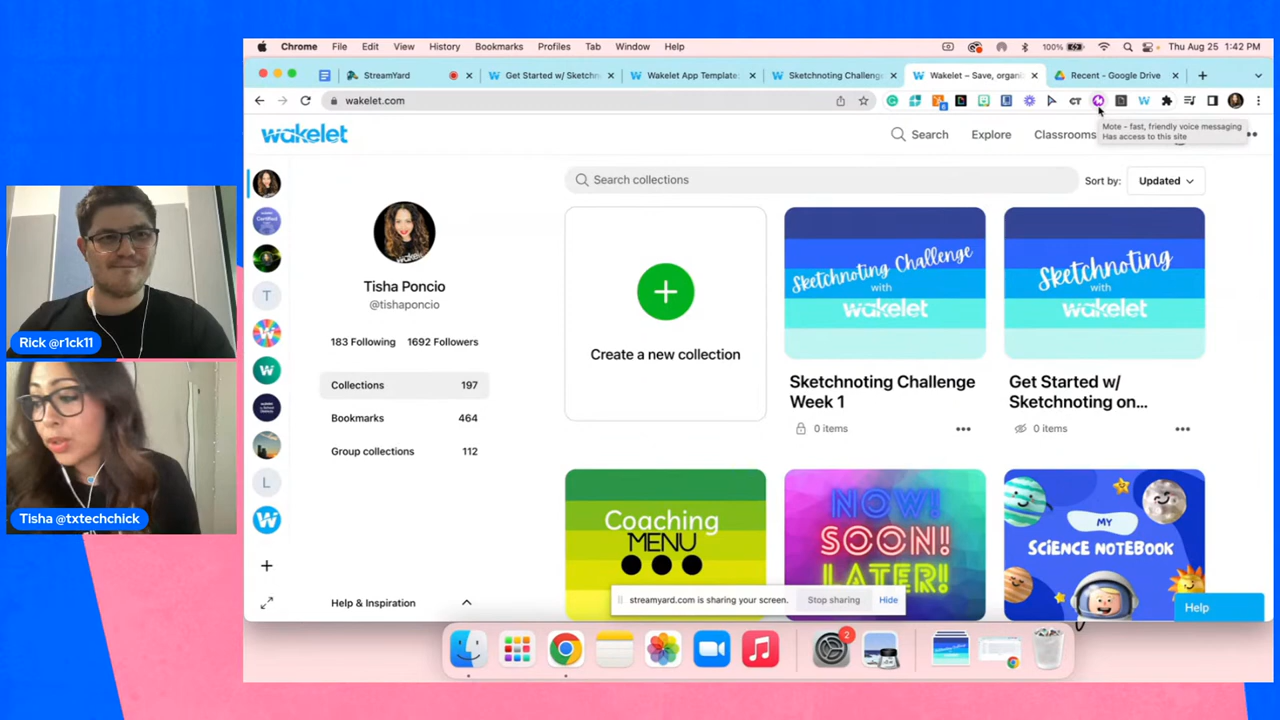 Chrome File Edit View History Bookmarks Profiles Tab Window Help
100% Thu Aug 25 1:42 PM
StreamYard
Get Started w/ Sketchn
Wakelet App Template:
Sketchnoting Challenge
Wakelet – Save, organi
Recent - Google Drive
wakelet.com
Mote - fast, friendly voice messaging
Has access to this site
wakelet
Search Explore Classrooms
Search collections
Sort by: Updated
Tisha Poncio
@tishaponcio
183 Following 1692 Followers
Collections 197
Bookmarks 464
Group collections 112
Help & Inspiration
T
L
Create a new collection
Sketchnoting Challenge
with
wakelet
Sketchnoting Challenge
Week 1
0 items
Sketchnoting
with
wakelet
Get Started w/
Sketchnoting on...
0 items
Coaching
MENU
NOW!
SOON!
LATER!
MY
SCIENCE NOTEBOOK
streamyard.com is sharing your screen. Stop sharing Hide
Help
2
Rick @r1ck11
Tisha @txtechchick